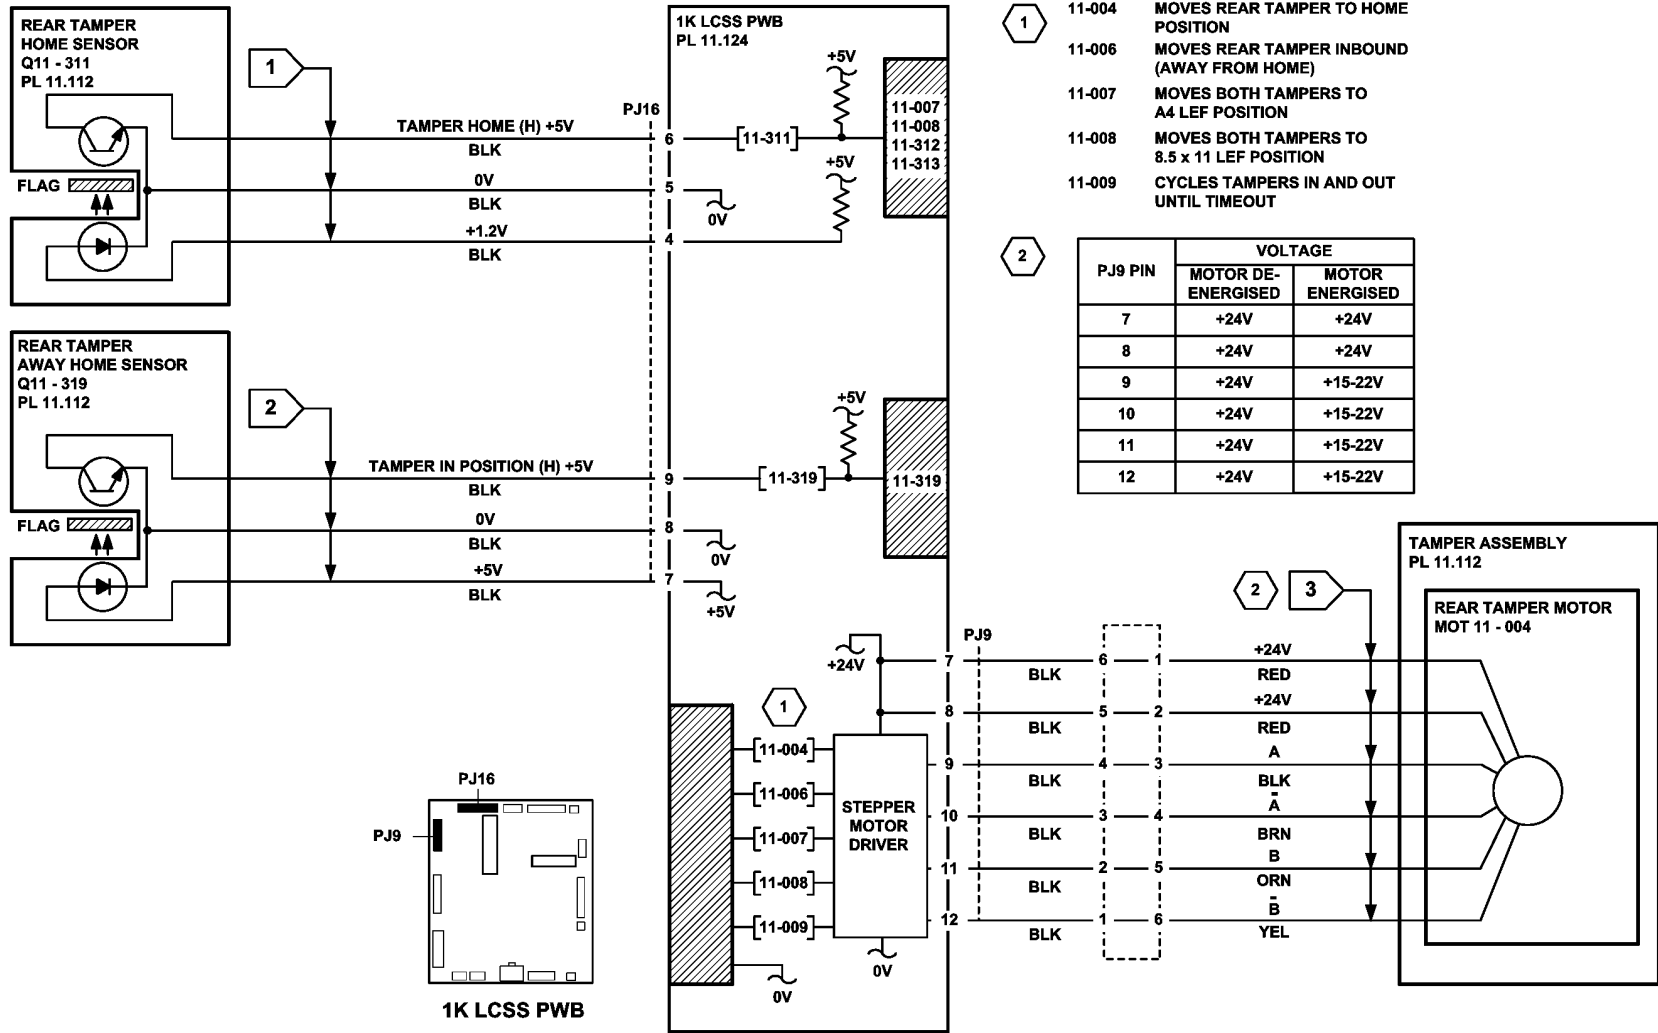 REAR TAMPER
HOME SENSOR
Q11 - 311
PL 11.112
FLAG
1
TAMPER HOME (H) +5V
BLK
0V
BLK
+1.2V
BLK
PJ16
6
5
4
1K LCSS PWB
PL 11.124
+5V
[11-311]
+5V
0V
11-007
11-008
11-312
11-313
1
11-004 MOVES REAR TAMPER TO HOME
POSITION
11-006 MOVES REAR TAMPER INBOUND
(AWAY FROM HOME)
11-007 MOVES BOTH TAMPERS TO
A4 LEF POSITION
11-008 MOVES BOTH TAMPERS TO
8.5 x 11 LEF POSITION
11-009 CYCLES TAMPERS IN AND OUT
UNTIL TIMEOUT
2
PJ9 PIN VOLTAGE
MOTOR DE- MOTOR
ENERGISED ENERGISED
7 +24V +24V
8 +24V +24V
9 +24V +15-22V
10 +24V +15-22V
11 +24V +15-22V
12 +24V +15-22V
REAR TAMPER
AWAY HOME SENSOR
Q11 - 319
PL 11.112
FLAG
2
TAMPER IN POSITION (H) +5V
BLK
0V
BLK
+5V
BLK
9
8
7
+5V
[11-319]
11-319
0V
+5V
+24V
1
[11-004]
[11-006]
[11-007]
[11-008]
[11-009]
0V
STEPPER
MOTOR
DRIVER
0V
PJ9
7 BLK 6 1 +24V RED
8 BLK 5 2 +24V RED
9 BLK 4 3 A BLK
10 BLK 3 4 A̅ BRN
11 BLK 2 5 B ORN
12 BLK 1 6 B̅ YEL
2
3
TAMPER ASSEMBLY
PL 11.112
REAR TAMPER MOTOR
MOT 11 - 004
PJ16
PJ9
1K LCSS PWB